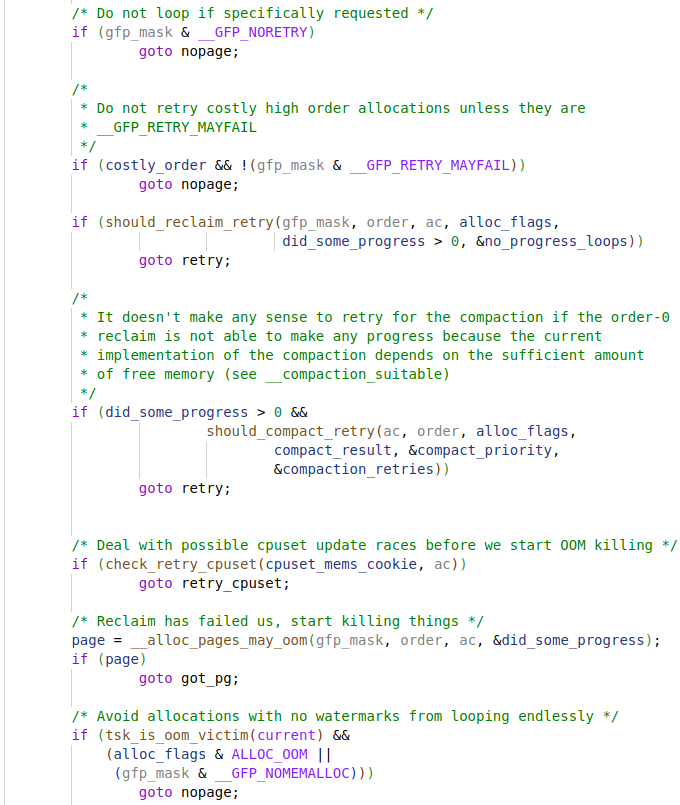 /* Do not loop if specifically requested */
if (gfp_mask & __GFP_NORETRY)
goto nopage;
/*
* Do not retry costly high order allocations unless they are
* __GFP_RETRY_MAYFAIL
*/
if (costly_order && !(gfp_mask & __GFP_RETRY_MAYFAIL))
goto nopage;
if (should_reclaim_retry(gfp_mask, order, ac, alloc_flags,
did_some_progress > 0, &no_progress_loops))
goto retry;
/*
* It doesn't make any sense to retry for the compaction if the order-0
* reclaim is not able to make any progress because the current
* implementation of the compaction depends on the sufficient amount
* of free memory (see __compaction_suitable)
*/
if (did_some_progress > 0 &&
should_compact_retry(ac, order, alloc_flags,
compact_result, &compact_priority,
&compaction_retries))
goto retry;
/* Deal with possible cpuset update races before we start OOM killing */
if (check_retry_cpuset(cpuset_mems_cookie, ac))
goto retry_cpuset;
/* Reclaim has failed us, start killing things */
page = __alloc_pages_may_oom(gfp_mask, order, ac, &did_some_progress);
if (page)
goto got_pg;
/* Avoid allocations with no watermarks from looping endlessly */
if (tsk_is_oom_victim(current) &&
(alloc_flags & ALLOC_OOM ||
(gfp_mask & __GFP_NOMEMALLOC)))
goto nopage;